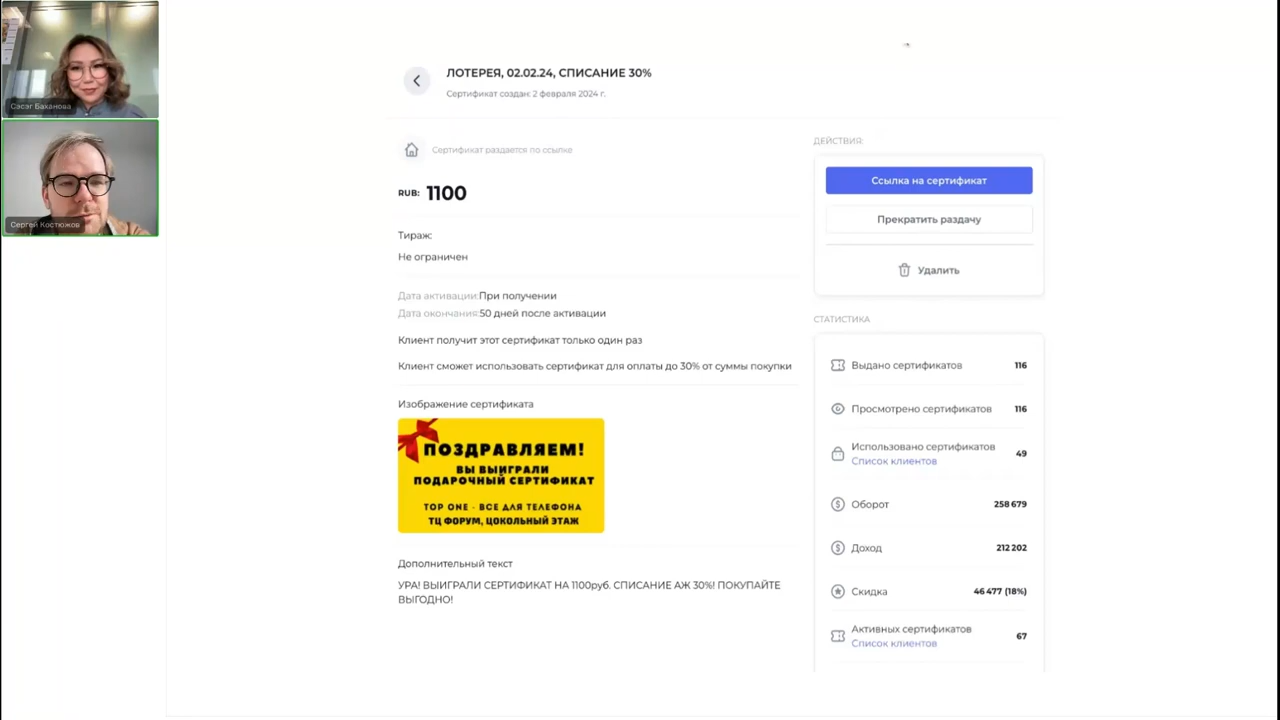 Сэсэг Баханова
Сергей Костюжов
ЛОТЕРЕЯ, 02.02.24, СПИСАНИЕ 30%
Сертификат создан: 2 февраля 2024 г.
Сертификат раздается по ссылке
RUB: 1100
Тираж:
Не ограничен
Дата активации:При получении
Дата окончания:50 дней после активации
Клиент получит этот сертификат только один раз
Клиент сможет использовать сертификат для оплаты до 30% от суммы покупки
Изображение сертификата
ПОЗДРАВЛЯЕМ!
ВЫ ВЫИГРАЛИ
ПОДАРОЧНЫЙ СЕРТИФИКАТ
TOP ONE - ВСЕ ДЛЯ ТЕЛЕФОНА
ТЦ ФОРУМ, ЦОКОЛЬНЫЙ ЭТАЖ
Дополнительный текст
УРА! ВЫИГРАЛИ СЕРТИФИКАТ НА 1100руб. СПИСАНИЕ АЖ 30%! ПОКУПАЙТЕ
ВЫГОДНО!
ДЕЙСТВИЯ:
Ссылка на сертификат
Прекратить раздачу
Удалить
СТАТИСТИКА
Выдано сертификатов 116
Просмотрено сертификатов 116
Использовано сертификатов 49
Список клиентов
Оборот 258 679
Доход 212 202
Скидка 46 477 (18%)
Активных сертификатов 67
Список клиентов